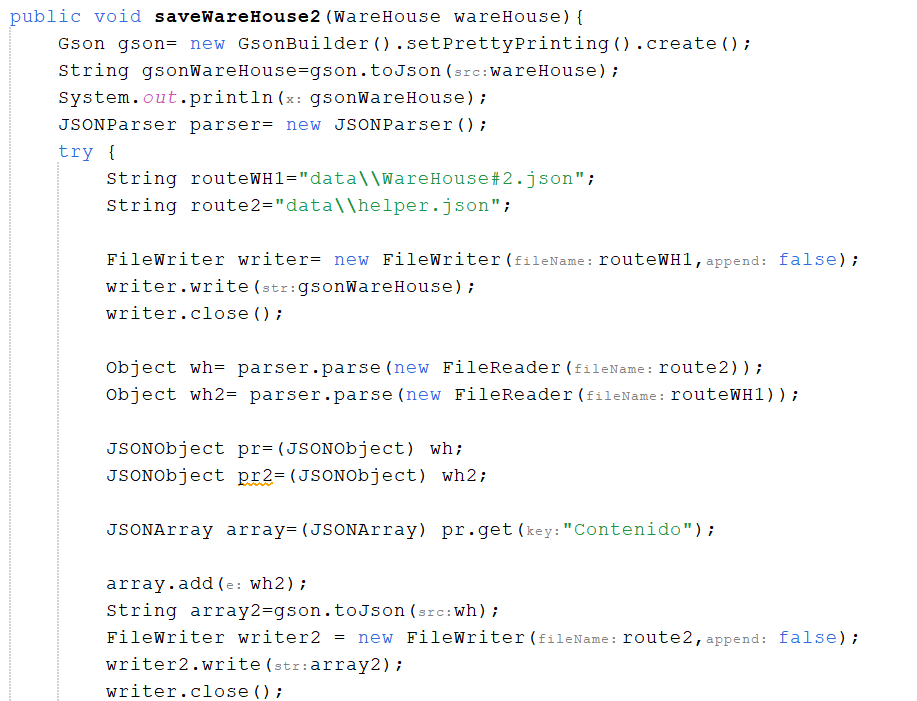 public void saveWareHouse2(WareHouse wareHouse){
    Gson gson= new GsonBuilder().setPrettyPrinting().create();
    String gsonWareHouse=gson.toJson(src:wareHouse);
    System.out.println(x: gsonWareHouse);
    JSONParser parser= new JSONParser();
    try {
        String routeWH1="data\\WareHouse#2.json";
        String route2="data\\helper.json";
        FileWriter writer= new FileWriter(fileName: routeWH1,append: false);
        writer.write(str:gsonWareHouse);
        writer.close();
        Object wh= parser.parse(new FileReader(fileName: route2));
        Object wh2= parser.parse(new FileReader(fileName: routeWH1));
        JSONObject pr=(JSONObject) wh;
        JSONObject pr2=(JSONObject) wh2;
        JSONArray array=(JSONArray) pr.get(key:"Contenido");
        array.add(e: wh2);
        String array2=gson.toJson(src:wh);
        FileWriter writer2 = new FileWriter(fileName: route2,append: false);
        writer2.write(str:array2);
        writer.close();